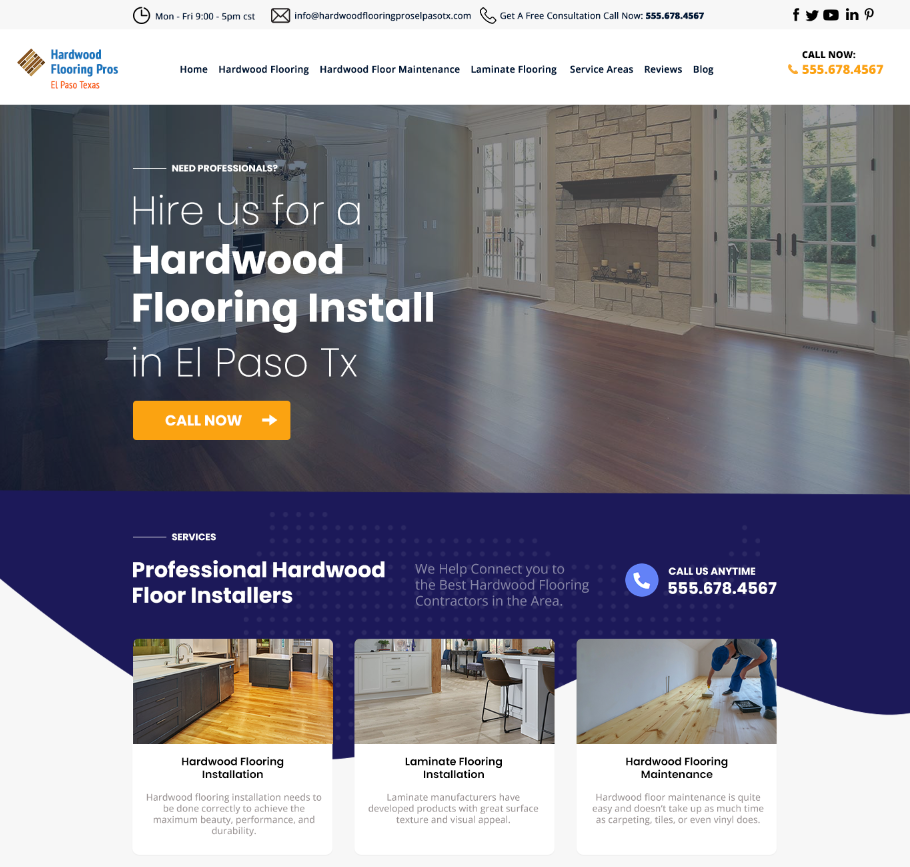 Mon - Fri 9:00 - 5pm cst
info@hardwoodflooringproselpasotx.com
Get A Free Consultation Call Now: 555.678.4567
Hardwood
Flooring Pros
El Paso Texas
Home Hardwood Flooring Hardwood Floor Maintenance Laminate Flooring Service Areas Reviews Blog
CALL NOW:
555.678.4567
NEED PROFESSIONALS?
Hire us for a
Hardwood
Flooring Install
in El Paso Tx
CALL NOW
SERVICES
Professional Hardwood
Floor Installers
We Help Connect you to
the Best Hardwood Flooring
Contractors in the Area.
CALL US ANYTIME
555.678.4567
Hardwood Flooring
Installation
Hardwood flooring installation needs to
be done correctly to achieve the
maximum beauty, performance, and
durability.
Laminate Flooring
Installation
Laminate manufacturers have
developed products with great surface
texture and visual appeal.
Hardwood Flooring
Maintenance
Hardwood floor maintenance is quite
easy and doesn't take up as much time
as carpeting, tiles, or even vinyl does.